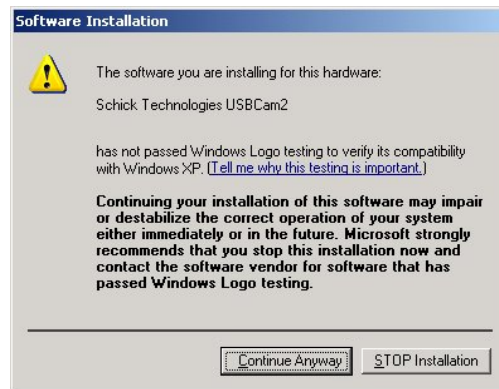 Software Installation
The software you are installing for this hardware:
Schick Technologies USBCam2
has not passed Windows Logo testing to verify its compatibility
with Windows XP. (Tell me why this testing is important.)
Continuing your installation of this software may impair
or destabilize the correct operation of your system
either immediately or in the future. Microsoft strongly
recommends that you stop this installation now and
contact the software vendor for software that has
passed Windows Logo testing.
Continue Anyway
STOP Installation